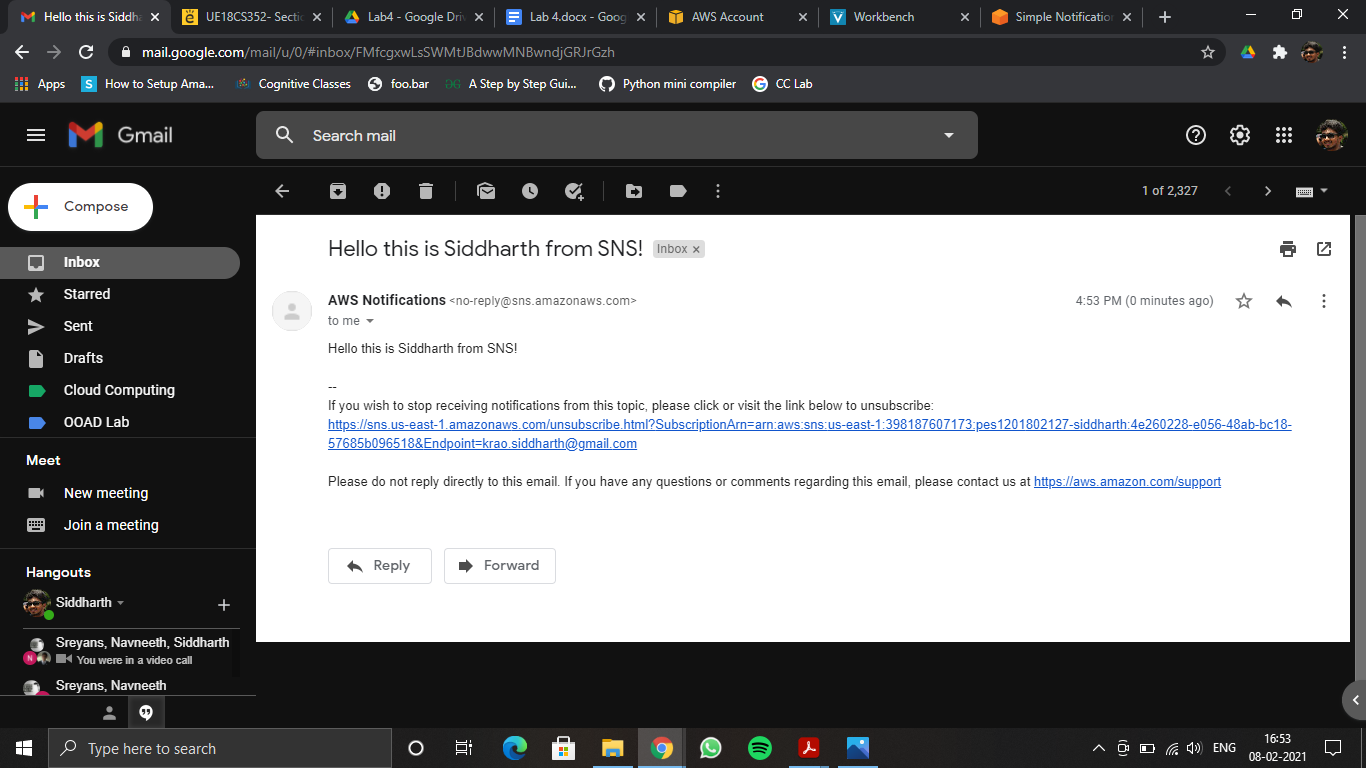 Hello this is Siddha
UE18CS352- Sectio
Lab4 - Google Driv
Lab 4.docx - Goog
AWS Account
Workbench
Simple Notification
mail.google.com/mail/u/0/#inbox/FMfcgxwLsSWMtJBdwwMNBwndjGRJrGzh
Apps
How to Setup Ama...
Cognitive Classes
foo.bar
A Step by Step Gui...
Python mini compiler
CC Lab
Gmail
Search mail
Compose
1 of 2,327
Inbox
Starred
Sent
Drafts
Cloud Computing
OOAD Lab
Meet
New meeting
Join a meeting
Hangouts
Siddharth
Sreyans, Navneeth, Siddharth
N
You were in a video call
Sreyans, Navneeth
Hello this is Siddharth from SNS! Inbox ×
AWS Notifications <no-reply@sns.amazonaws.com>
4:53 PM (0 minutes ago)
to me
Hello this is Siddharth from SNS!
--
If you wish to stop receiving notifications from this topic, please click or visit the link below to unsubscribe:
https://sns.us-east-1.amazonaws.com/unsubscribe.html?SubscriptionArn=arn:aws:sns:us-east-1:398187607173:pes1201802127-siddharth:4e260228-e056-48ab-bc18-
57685b096518&Endpoint=krao.siddharth@gmail.com
Please do not reply directly to this email. If you have any questions or comments regarding this email, please contact us at https://aws.amazon.com/support
Reply
Forward
Type here to search
ENG
16:53
08-02-2021